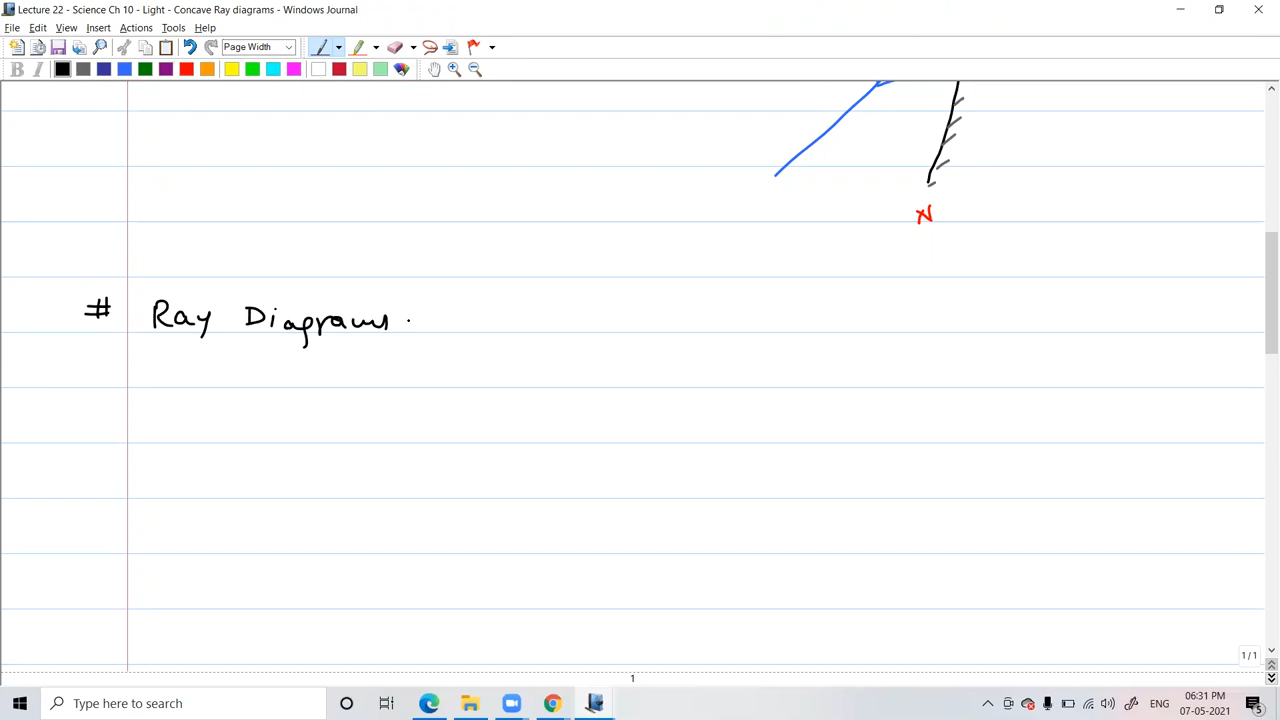 Lecture 22 - Science Ch 10 - Light - Concave Ray diagrams - Windows Journal
File Edit View Insert Actions Tools Help
Page Width
B I
N
# Ray Diagrams .
1/1
1
Type here to search
ENG
06:31 PM
07-05-2021
5